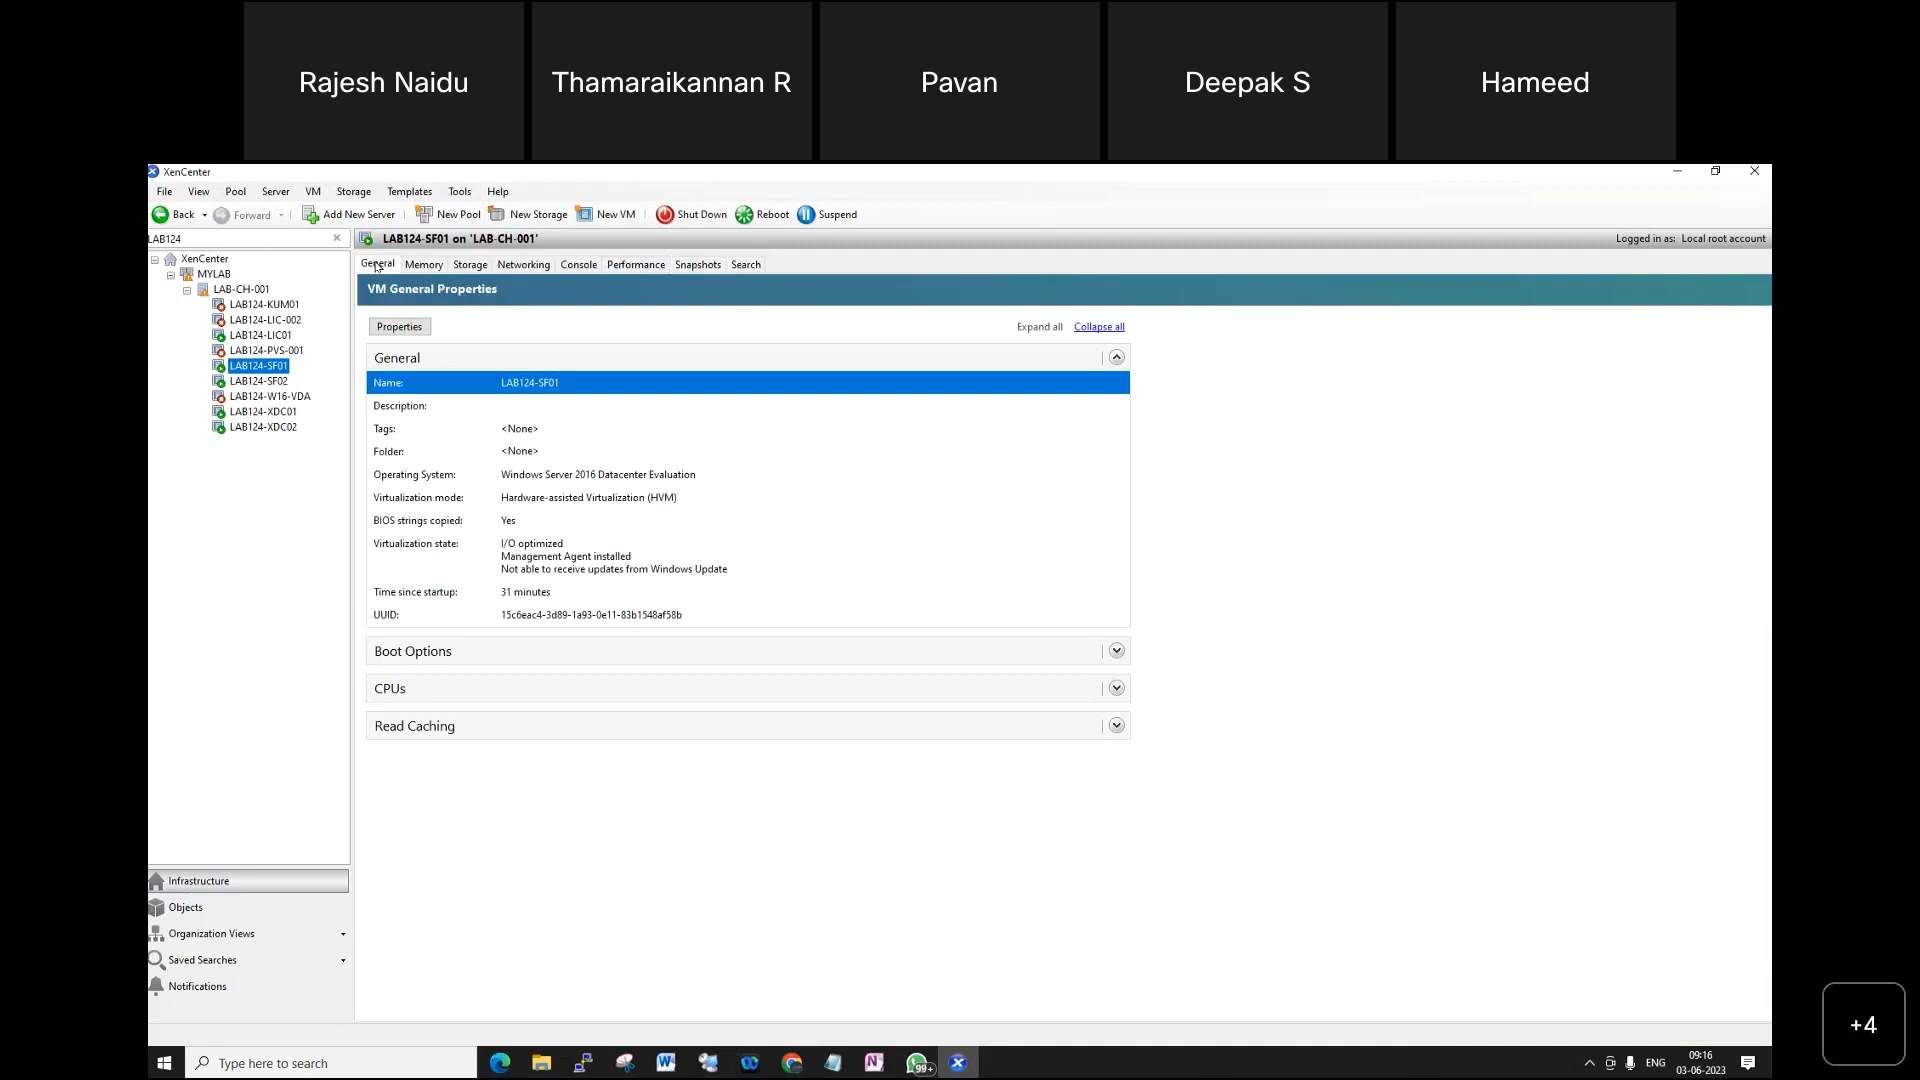 Rajesh Naidu
Thamaraikannan R
Pavan
Deepak S
Hameed
XenCenter
File View Pool Server VM Storage Templates Tools Help
Back Forward Add New Server New Pool New Storage New VM Shut Down Reboot Suspend
LAB124
LAB124-SF01 on 'LAB-CH-001'
Logged in as: Local root account
XenCenter
MYLAB
LAB-CH-001
LAB124-KUM01
LAB124-LIC-002
LAB124-LIC01
LAB124-PVS-001
LAB124-SF01
LAB124-SF02
LAB124-W16-VDA
LAB124-XDC01
LAB124-XDC02
General Memory Storage Networking Console Performance Snapshots Search
VM General Properties
Properties
Expand all Collapse all
General
Name: LAB124-SF01
Description:
Tags: <None>
Folder: <None>
Operating System: Windows Server 2016 Datacenter Evaluation
Virtualization mode: Hardware-assisted Virtualization (HVM)
BIOS strings copied: Yes
Virtualization state: I/O optimized
Management Agent installed
Not able to receive updates from Windows Update
Time since startup: 31 minutes
UUID: 15c6eac4-3d89-1a93-0e11-83b1548af58b
Boot Options
CPUs
Read Caching
Infrastructure
Objects
Organization Views
Saved Searches
Notifications
+4
Type here to search
99+
ENG
09:16
03-06-2023